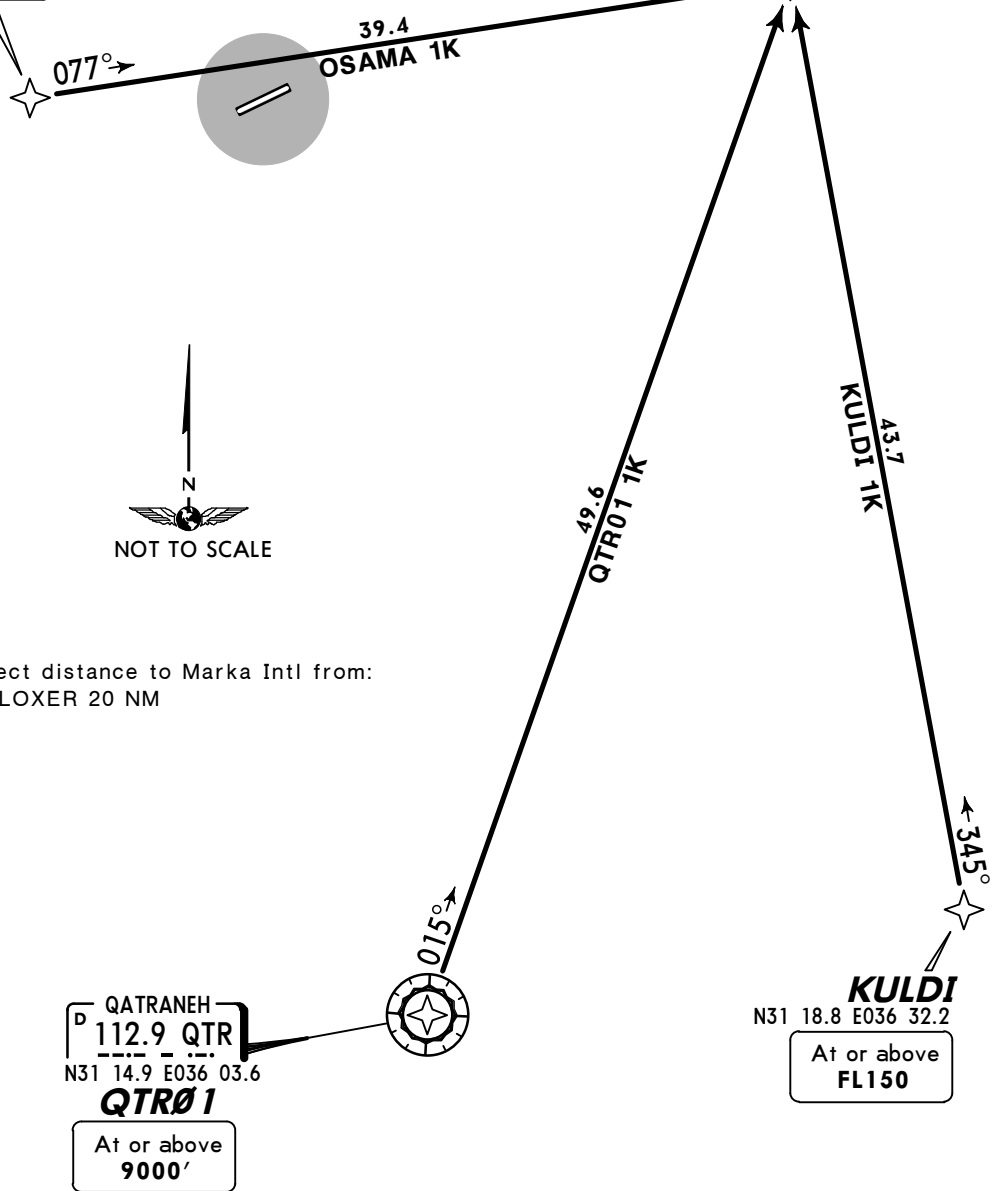 39.4
077°
OSAMA 1K
KULDI 1K
43.7
49.6
QTR01 1K
N
NOT TO SCALE
ect distance to Marka Intl from:
LOXER 20 NM
345°
015°
KULDI
N31 18.8 E036 32.2
At or above
FL150
QATRANEH
D 112.9 QTR
N31 14.9 E036 03.6
QTRØ1
At or above
9000'